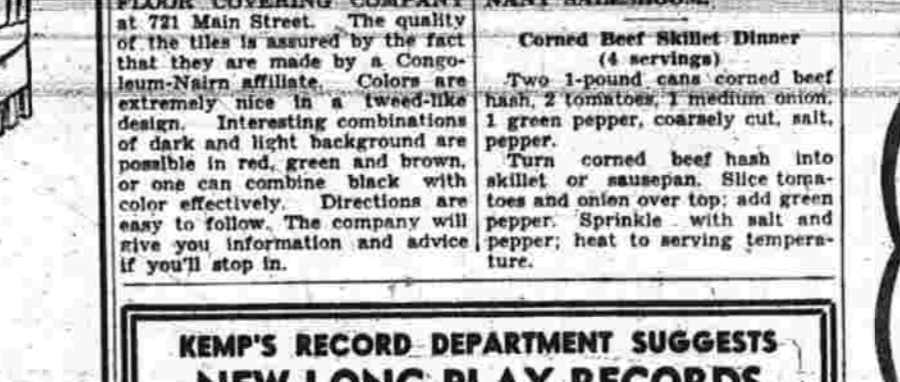 FLOOR COVERING COMPANY
at 721 Main Street. The quality
of the tiles is assured by the fact
that they are made by a Congo-
leum-Nairn affiliate. Colors are
extremely nice in a tweed-like
design. Interesting combinations
of dark and light background are
possible in red, green and brown,
or one can combine black with
color effectively. Directions are
easy to follow. The company will
give you information and advice
if you'll stop in.
Corned Beef Skillet Dinner
(4 servings)
Two 1-pound cans corned beef
hash, 2 tomatoes, 1 medium onion,
1 green pepper, coarsely cut, salt,
pepper.
Turn corned beef hash into
skillet or sausepan. Slice toma-
toes and onion over top; add green
pepper. Sprinkle with salt and
pepper; heat to serving tempera-
ture.
KEMP'S RECORD DEPARTMENT SUGGESTS
NEW LONG PLAY RECORDS